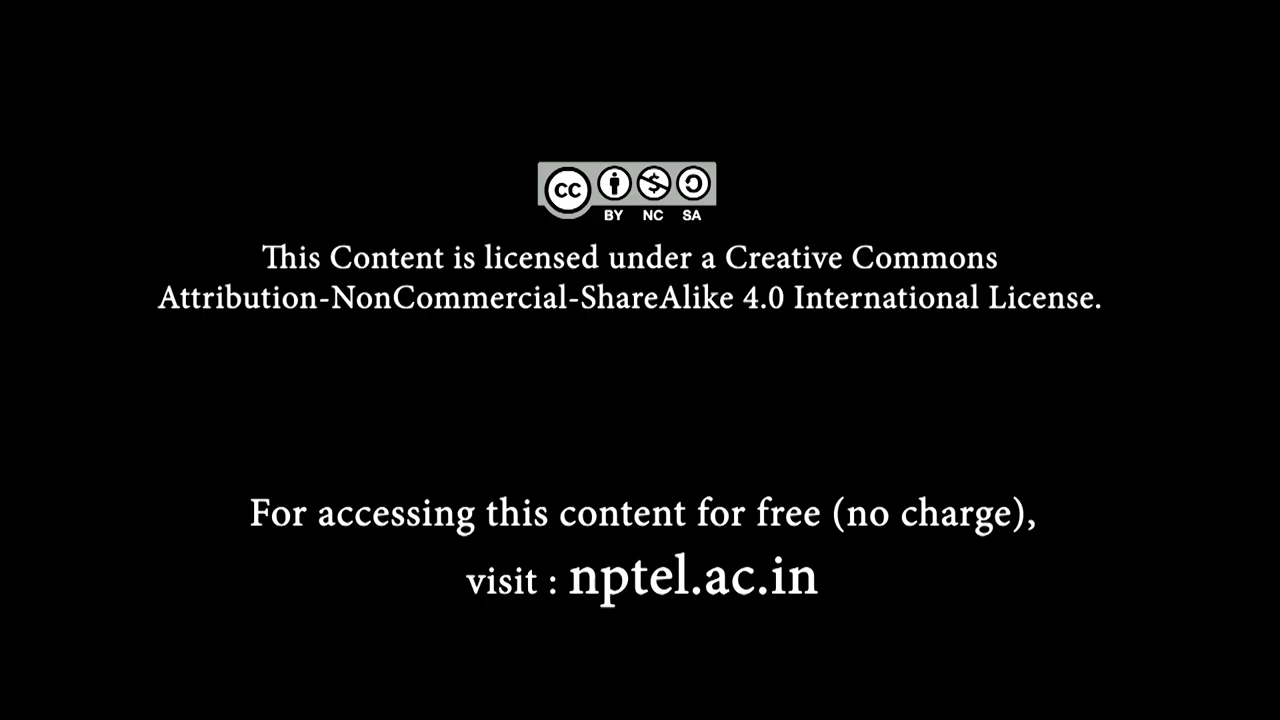 cc
BY NC SA
This Content is licensed under a Creative Commons
Attribution-NonCommercial-ShareAlike 4.0 International License.
For accessing this content for free (no charge),
visit : nptel.ac.in